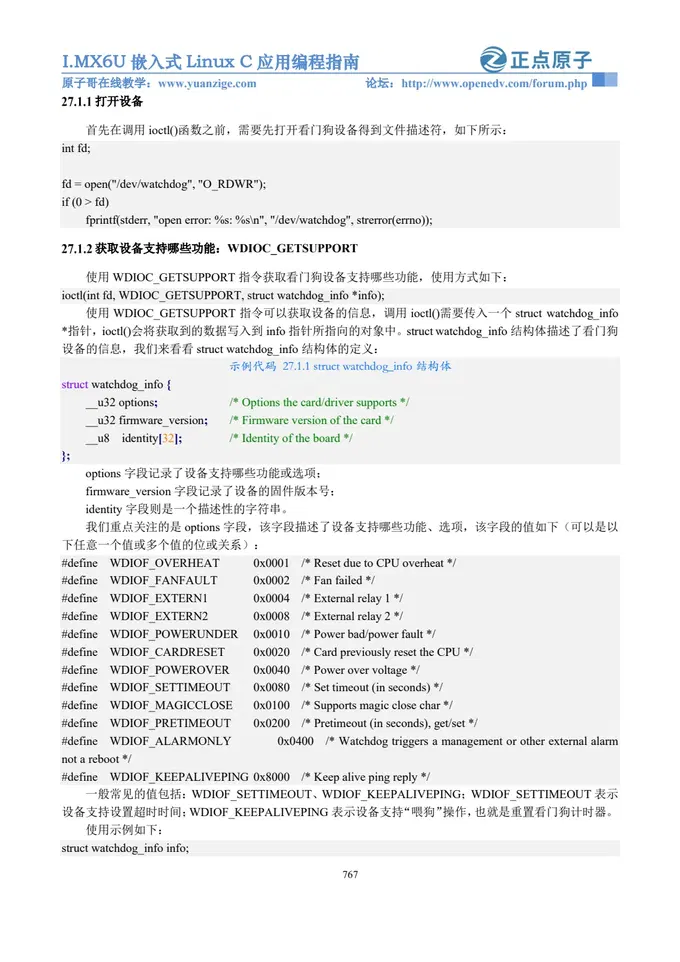 I.MX6U 嵌入式 Linux C 应用编程指南
正点原子
原子哥在线教学：www.yuanzige.com 论坛：http://www.openedv.com/forum.php
27.1.1 打开设备
首先在调用 ioctl()函数之前，需要先打开看门狗设备得到文件描述符，如下所示：
int fd;
fd = open("/dev/watchdog", "O_RDWR");
if (0 > fd)
fprintf(stderr, "open error: %s: %s\n", "/dev/watchdog", strerror(errno));
27.1.2 获取设备支持哪些功能：WDIOC_GETSUPPORT
使用 WDIOC_GETSUPPORT 指令获取看门狗设备支持哪些功能，使用方式如下：
ioctl(int fd, WDIOC_GETSUPPORT, struct watchdog_info *info);
使用 WDIOC_GETSUPPORT 指令可以获取设备的信息，调用 ioctl()需要传入一个 struct watchdog_info
*指针，ioctl()会将获取到的数据写入到 info 指针所指向的对象中。struct watchdog_info 结构体描述了看门狗
设备的信息，我们来看看 struct watchdog_info 结构体的定义：
示例代码 27.1.1 struct watchdog_info 结构体
struct watchdog_info {
__u32 options; /* Options the card/driver supports */
__u32 firmware_version; /* Firmware version of the card */
__u8 identity[32]; /* Identity of the board */
};
options 字段记录了设备支持哪些功能或选项；
firmware_version 字段记录了设备的固件版本号；
identity 字段则是一个描述性的字符串。
我们重点关注的是 options 字段，该字段描述了设备支持哪些功能、选项，该字段的值如下（可以是以
下任意一个值或多个值的位或关系）：
#define WDIOF_OVERHEAT 0x0001 /* Reset due to CPU overheat */
#define WDIOF_FANFAULT 0x0002 /* Fan failed */
#define WDIOF_EXTERN1 0x0004 /* External relay 1 */
#define WDIOF_EXTERN2 0x0008 /* External relay 2 */
#define WDIOF_POWERUNDER 0x0010 /* Power bad/power fault */
#define WDIOF_CARDRESET 0x0020 /* Card previously reset the CPU */
#define WDIOF_POWEROVER 0x0040 /* Power over voltage */
#define WDIOF_SETTIMEOUT 0x0080 /* Set timeout (in seconds) */
#define WDIOF_MAGICCLOSE 0x0100 /* Supports magic close char */
#define WDIOF_PRETIMEOUT 0x0200 /* Pretimeout (in seconds), get/set */
#define WDIOF_ALARMONLY 0x0400 /* Watchdog triggers a management or other external alarm
not a reboot */
#define WDIOF_KEEPALIVEPING 0x8000 /* Keep alive ping reply */
一般常见的值包括：WDIOF_SETTIMEOUT、WDIOF_KEEPALIVEPING；WDIOF_SETTIMEOUT 表示
设备支持设置超时时间；WDIOF_KEEPALIVEPING 表示设备支持“喂狗”操作，也就是重置看门狗计时器。
使用示例如下：
struct watchdog_info info;
767